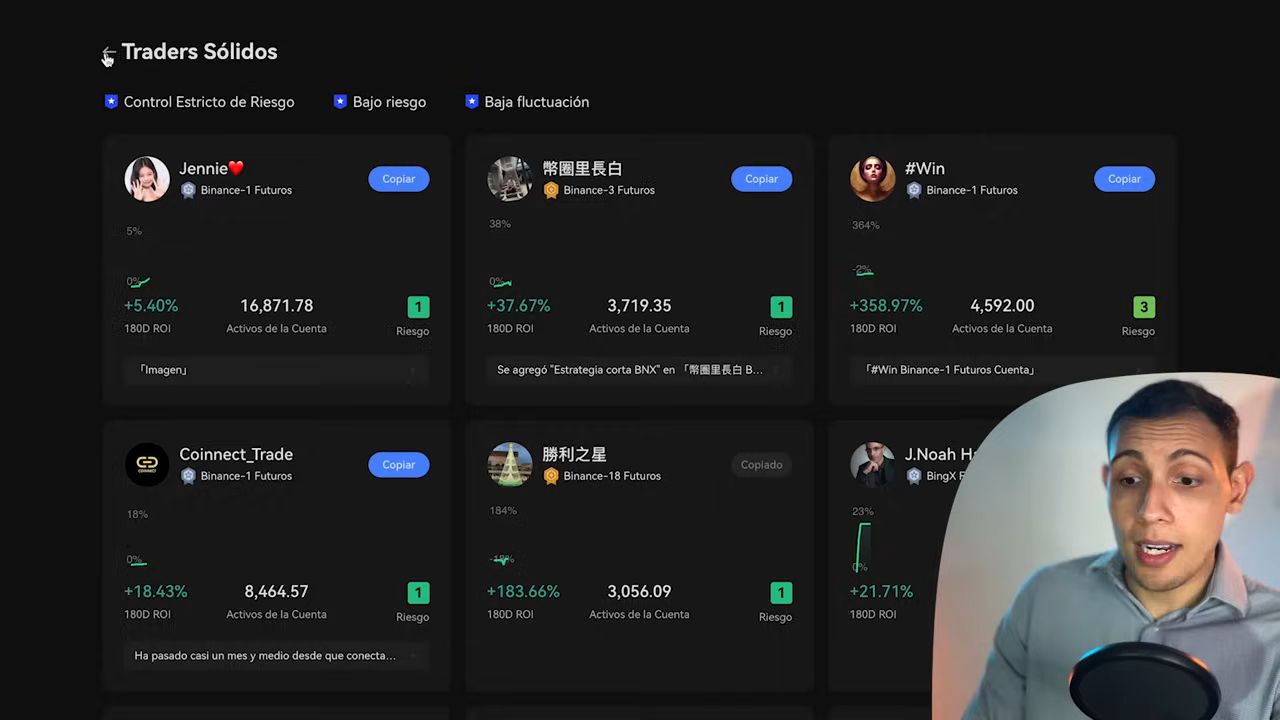 Traders Sólidos
Control Estricto de Riesgo
Bajo riesgo
Baja fluctuación
Jennie❤️
Binance-1 Futuros
Copiar
5%
0%
+5.40%
16,871.78
1
180D ROI
Activos de la Cuenta
Riesgo
「Imagen」
幣圈里長白
Binance-3 Futuros
Copiar
38%
0%
+37.67%
3,719.35
1
180D ROI
Activos de la Cuenta
Riesgo
Se agregó "Estrategia corta BNX" en 「幣圈里長白 B...
#Win
Binance-1 Futuros
Copiar
364%
-2%
+358.97%
4,592.00
3
180D ROI
Activos de la Cuenta
Riesgo
「#Win Binance-1 Futuros Cuenta」
Coinnect_Trade
Binance-1 Futuros
Copiar
COINNECT
18%
0%
+18.43%
8,464.57
1
180D ROI
Activos de la Cuenta
Riesgo
Ha pasado casi un mes y medio desde que conecta...
勝利之星
Binance-18 Futuros
Copiado
184%
-18%
+183.66%
3,056.09
1
180D ROI
Activos de la Cuenta
Riesgo
J.Noah
BingX
23%
0%
+21.71%
180D ROI